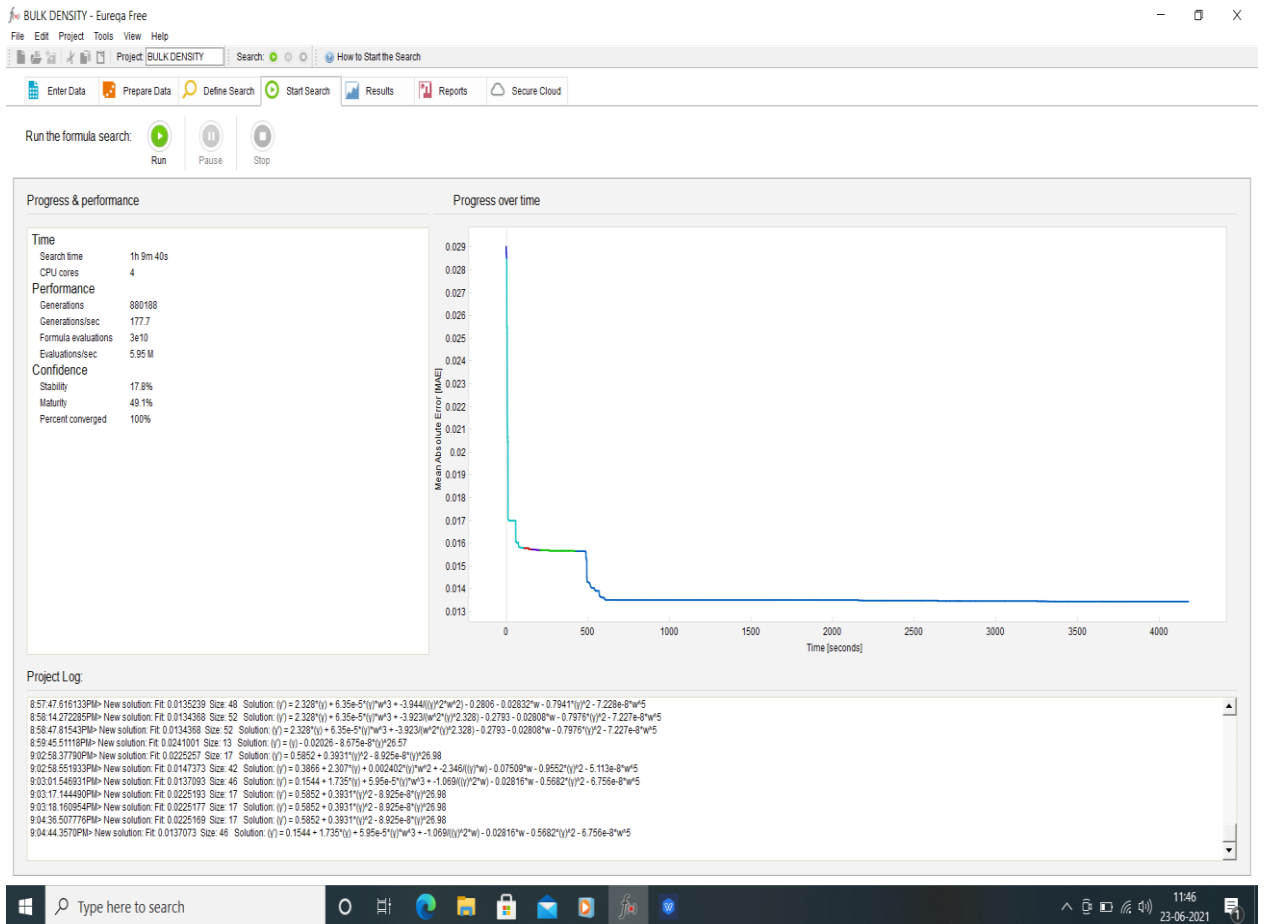 BULK DENSITY - Eureqa Free
File Edit Project Tools View Help
Project: BULK DENSITY Search: How to Start the Search
Enter Data Prepare Data Define Search Start Search Results Reports Secure Cloud
Run the formula search:
Run Pause Stop
Progress & performance
Time
Search time 1h 9m 40s
CPU cores 4
Performance
Generations 880188
Generations/sec 177.7
Formula evaluations 3e10
Evaluations/sec 5.95 M
Confidence
Stability 17.8%
Maturity 49.1%
Percent converged 100%
Progress over time
Mean Absolute Error [MAE]
0.029
0.028
0.027
0.026
0.025
0.024
0.023
0.022
0.021
0.02
0.019
0.018
0.017
0.016
0.015
0.014
0.013
0 500 1000 1500 2000 2500 3000 3500 4000
Time [seconds]
Project Log:
8:57:47.616133PM> New solution: Fit: 0.0135239 Size: 48 Solution: (y') = 2.328*(y) + 6.35e-5*(y)*w^3 + -3.944/((y)^2*w^2) - 0.2806 - 0.02832*w - 0.7941*(y)^2 - 7.228e-8*w^5
8:58:14.272285PM> New solution: Fit: 0.0134368 Size: 52 Solution: (y') = 2.328*(y) + 6.35e-5*(y)*w^3 + -3.923/(w^2*(y)^2.328) - 0.2793 - 0.02808*w - 0.7976*(y)^2 - 7.227e-8*w^5
8:58:47.81543PM> New solution: Fit: 0.0134368 Size: 52 Solution: (y') = 2.328*(y) + 6.35e-5*(y)*w^3 + -3.923/(w^2*(y)^2.328) - 0.2793 - 0.02808*w - 0.7976*(y)^2 - 7.227e-8*w^5
8:59:45.51118PM> New solution: Fit: 0.0241001 Size: 13 Solution: (y') = (y) - 0.02026 - 8.675e-8*(y)^26.57
9:02:58.37790PM> New solution: Fit: 0.0225257 Size: 17 Solution: (y') = 0.5852 + 0.3931*(y)^2 - 8.925e-8*(y)^26.98
9:02:58.551933PM> New solution: Fit: 0.0147373 Size: 42 Solution: (y') = 0.3866 + 2.307*(y) + 0.002402*(y)*w^2 + -2.346/((y)*w) - 0.07509*w - 0.9552*(y)^2 - 5.113e-8*w^5
9:03:01.546931PM> New solution: Fit: 0.0137093 Size: 46 Solution: (y') = 0.1544 + 1.735*(y) + 5.95e-5*(y)*w^3 + -1.069/((y)^2*w) - 0.02816*w - 0.5682*(y)^2 - 6.756e-8*w^5
9:03:17.144490PM> New solution: Fit: 0.0225193 Size: 17 Solution: (y') = 0.5852 + 0.3931*(y)^2 - 8.925e-8*(y)^26.98
9:03:18.160954PM> New solution: Fit: 0.0225177 Size: 17 Solution: (y') = 0.5852 + 0.3931*(y)^2 - 8.925e-8*(y)^26.98
9:04:36.507776PM> New solution: Fit: 0.0225169 Size: 17 Solution: (y') = 0.5852 + 0.3931*(y)^2 - 8.925e-8*(y)^26.98
9:04:44.3570PM> New solution: Fit: 0.0137073 Size: 46 Solution: (y') = 0.1544 + 1.735*(y) + 5.95e-5*(y)*w^3 + -1.069/((y)^2*w) - 0.02816*w - 0.5682*(y)^2 - 6.756e-8*w^5
Type here to search
11:46
23-06-2021
1